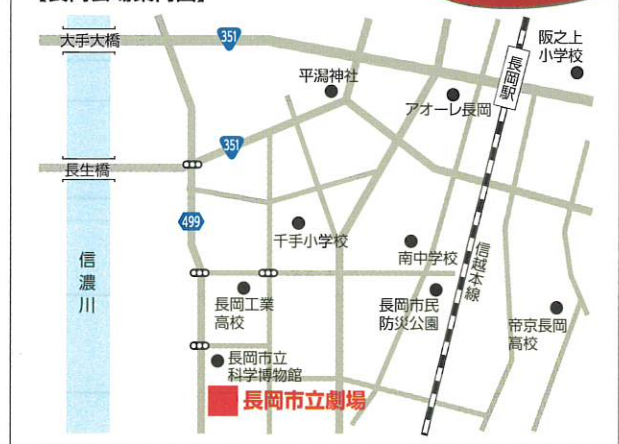 大手大橋
351
阪之上
小学校
長岡駅
平潟神社
アオーレ長岡
351
長生橋
499
千手小学校
南中学校
信越本線
信濃川
長岡工業
高校
長岡市民
防災公園
帝京長岡
高校
長岡市立
科学博物館
長岡市立劇場